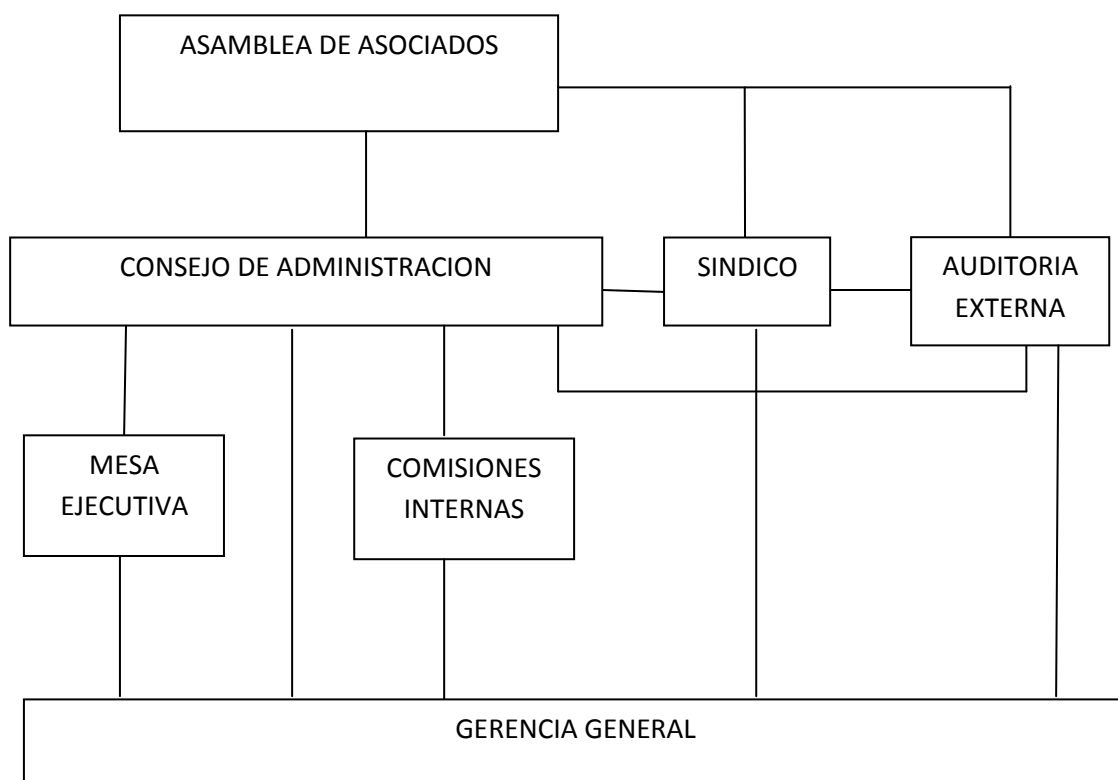 ASAMBLEA DE ASOCIADOS
CONSEJO DE ADMINISTRACION
SINDICO
AUDITORIA
EXTERNA
MESA
EJECUTIVA
COMISIONES
INTERNAS
GERENCIA GENERAL